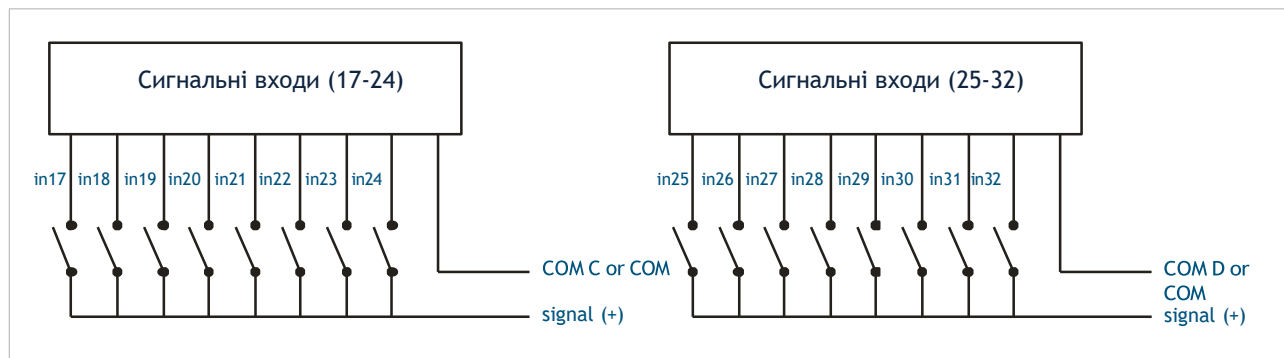 Сигнальні входи (17-24)
in17 in18 in19 in20 in21 in22 in23 in24
COM C or COM
signal (+)
Сигнальні входи (25-32)
in25 in26 in27 in28 in29 in30 in31 in32
COM D or
COM
signal (+)